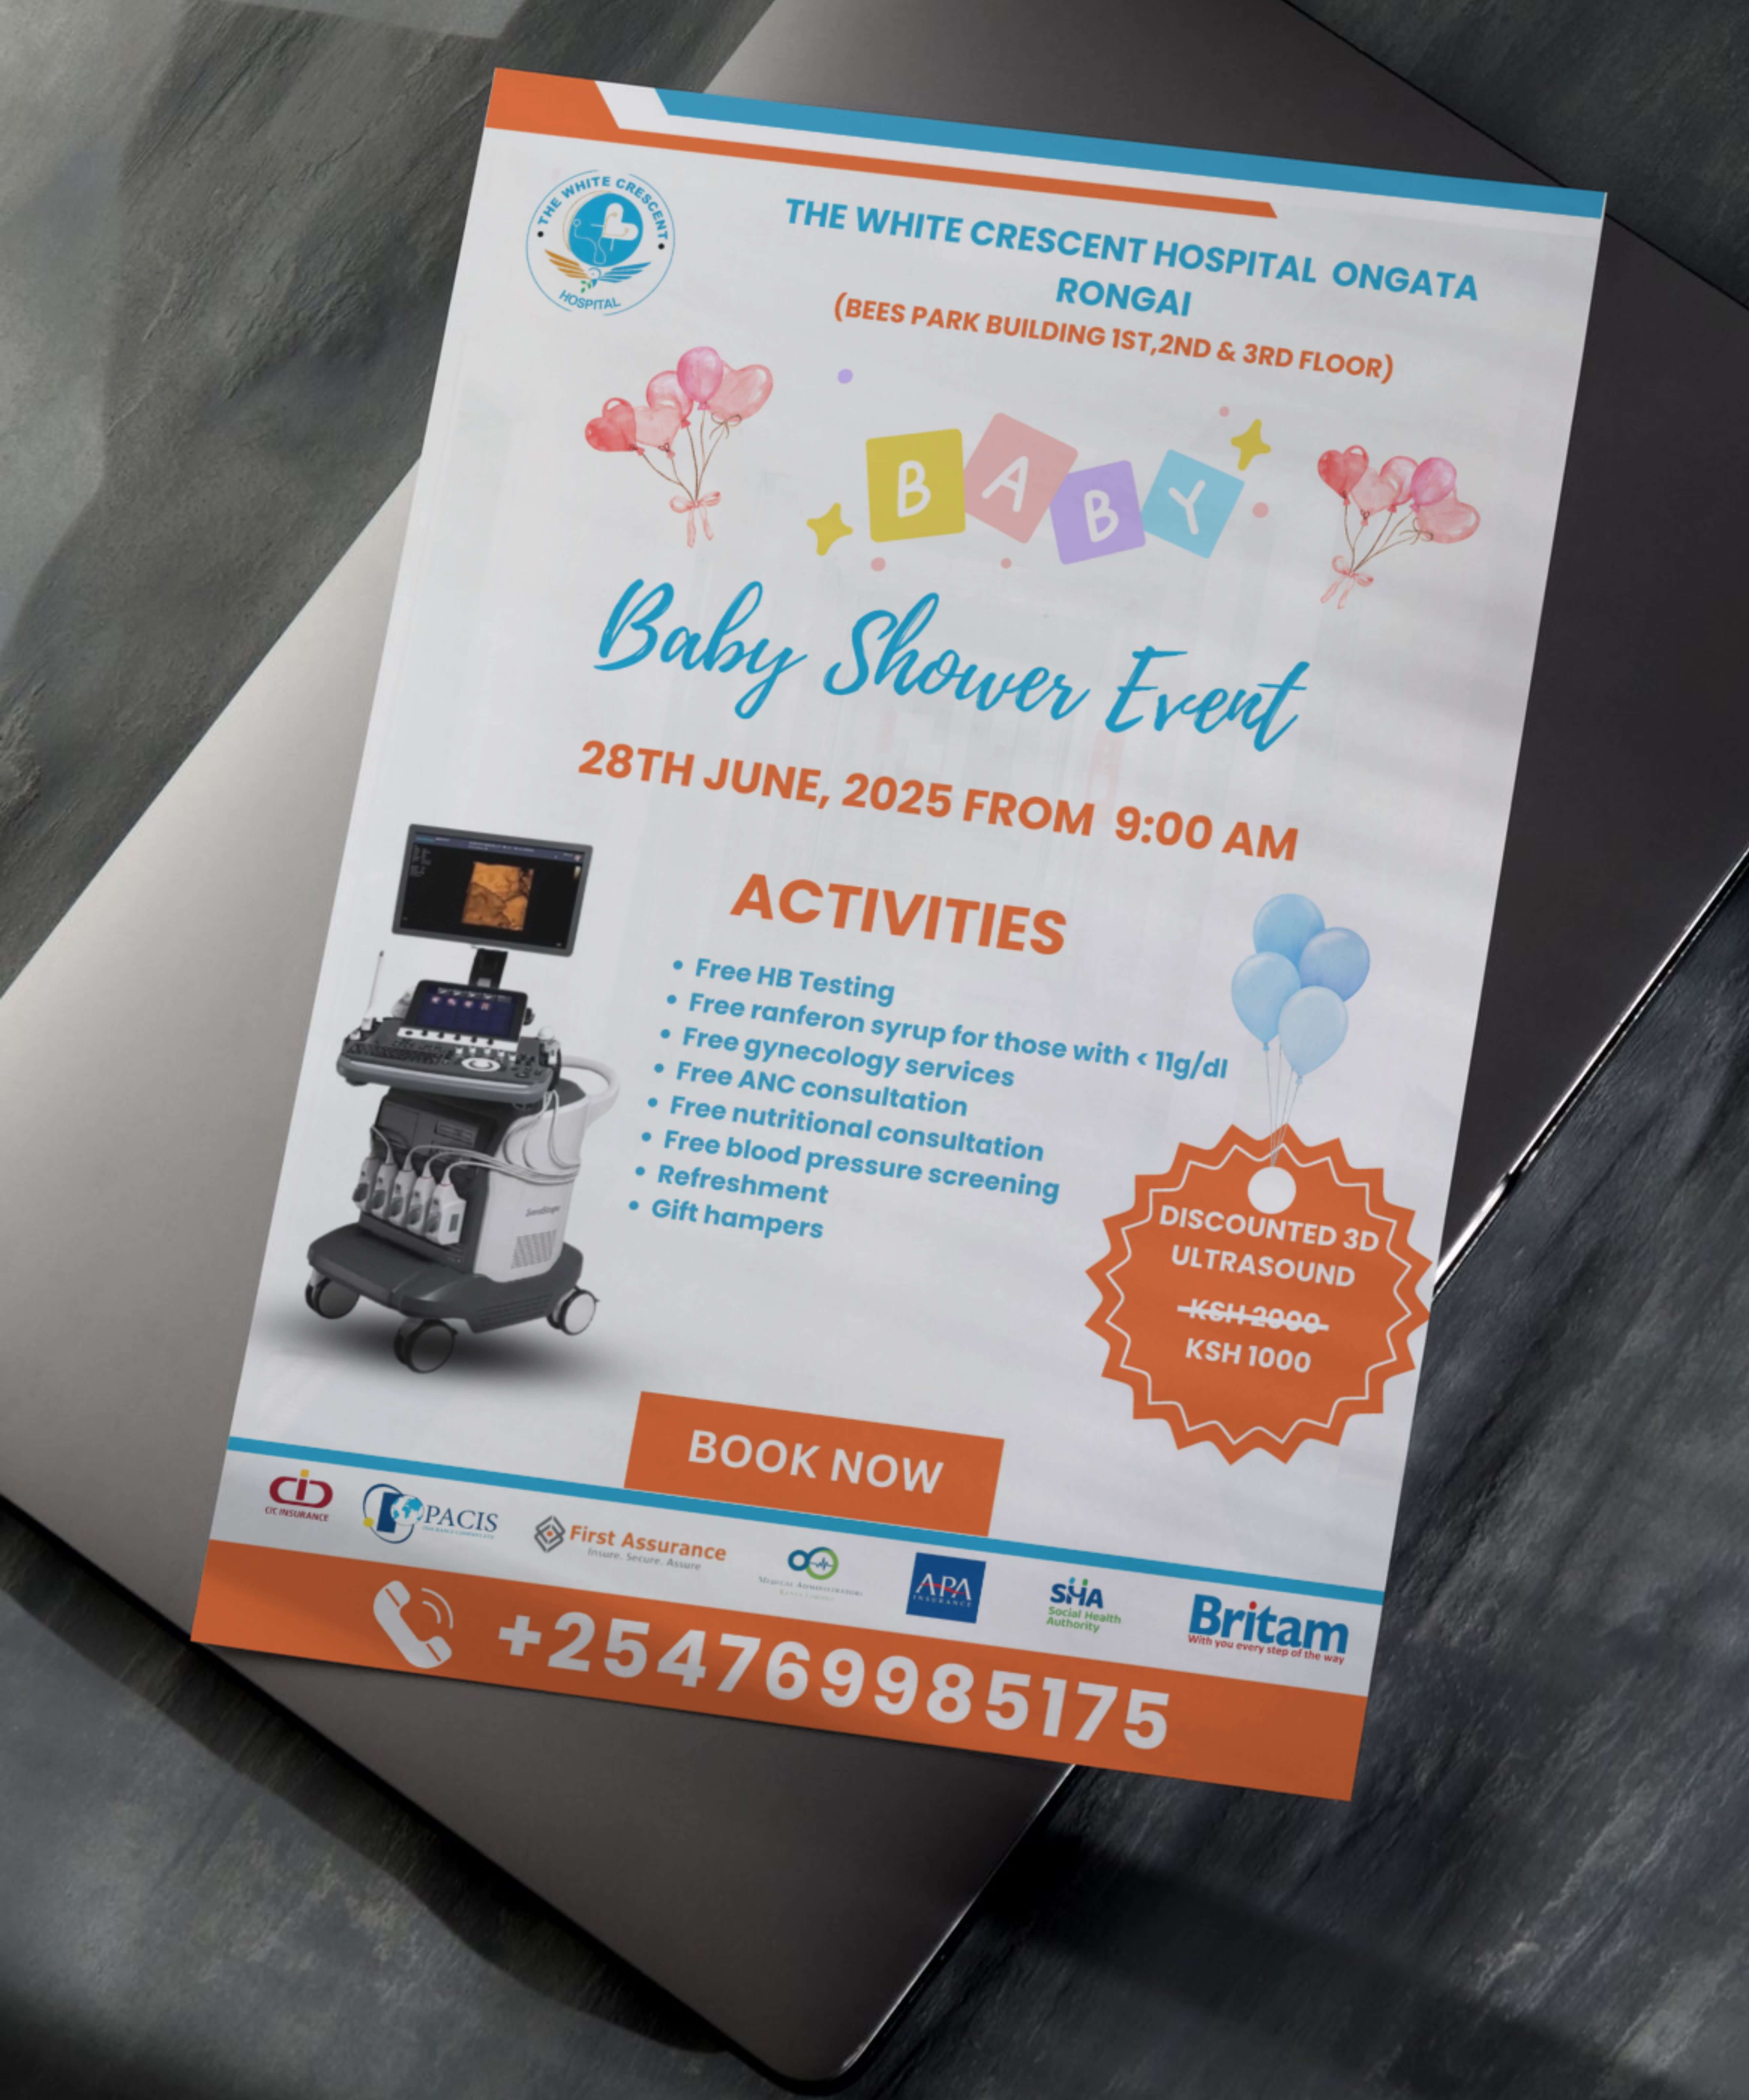 THE WHITE CRESCENT
HOSPITAL
THE WHITE CRESCENT HOSPITAL ONGATA
RONGAI
(BEES PARK BUILDING 1ST,2ND & 3RD FLOOR)
BABY
Baby Shower Event
28TH JUNE, 2025 FROM 9:00 AM
ACTIVITIES
• Free HB Testing
• Free ranferon syrup for those with < 11g/dl
• Free gynecology services
• Free ANC consultation
• Free nutritional consultation
• Free blood pressure screening
• Refreshment
• Gift hampers
DISCOUNTED 3D
ULTRASOUND
KSH 2000
KSH 1000
BOOK NOW
CIC INSURANCE
PACIS
First Assurance
Insure. Secure. Assure
MEDICAL ADMINISTRATORS
APA
INSURANCE
SHA
Social Health
Authority
Britam
With you every step of the way
+254769985175